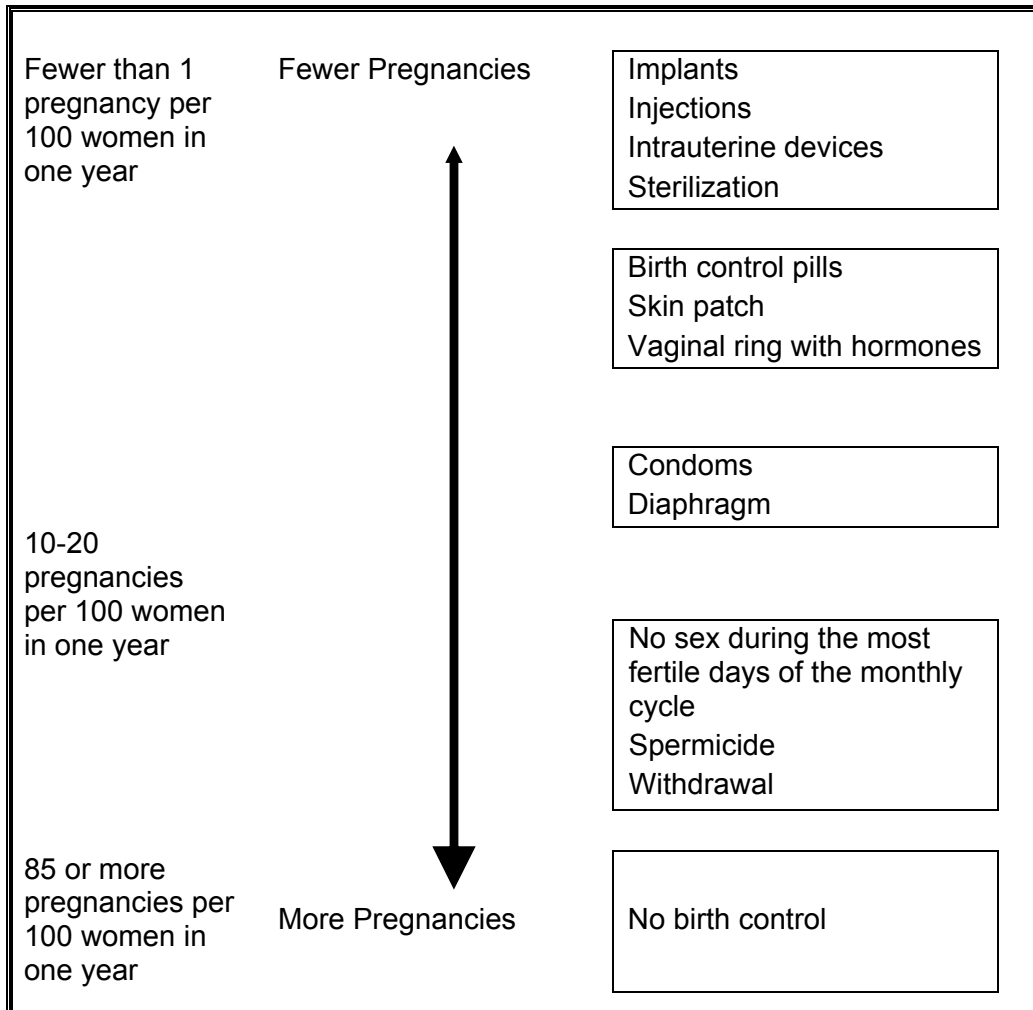 Fewer than 1
pregnancy per
100 women in
one year
Fewer Pregnancies
Implants
Injections
Intrauterine devices
Sterilization
Birth control pills
Skin patch
Vaginal ring with hormones
Condoms
Diaphragm
10-20
pregnancies
per 100 women
in one year
No sex during the most
fertile days of the monthly
cycle
Spermicide
Withdrawal
85 or more
pregnancies per
100 women in
one year
More Pregnancies
No birth control